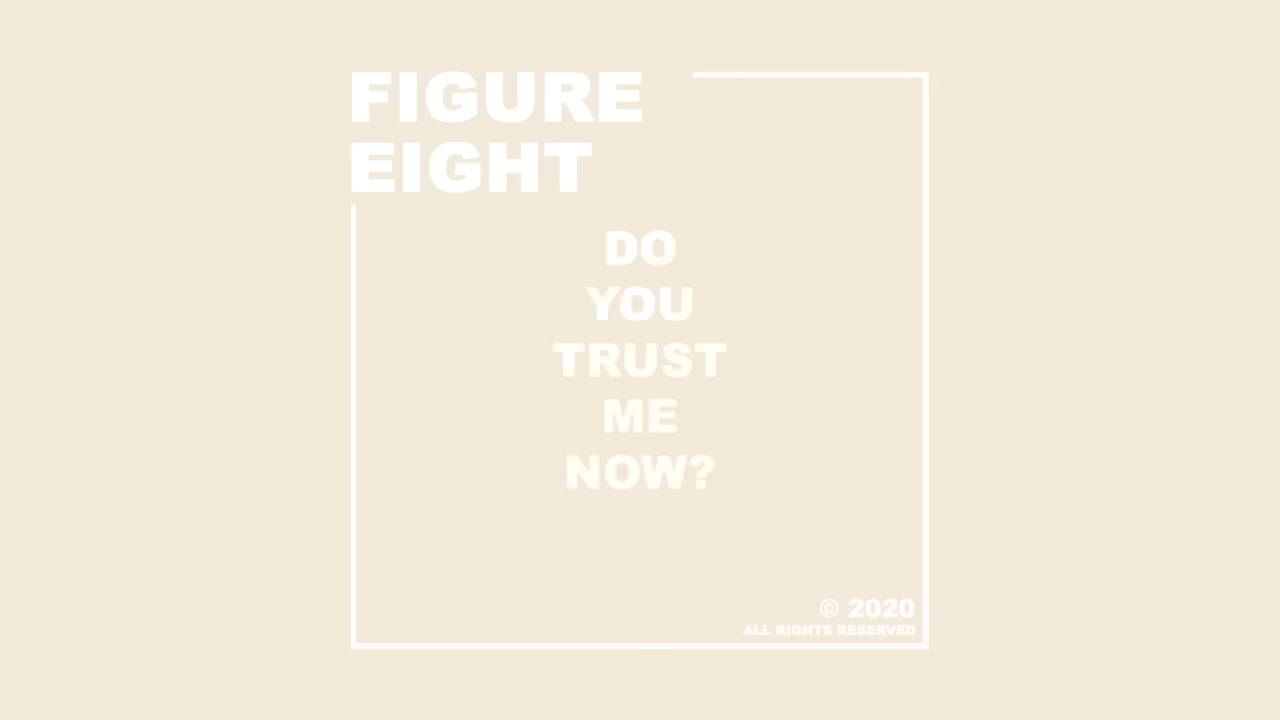 FIGURE
EIGHT
DO
YOU
TRUST
ME
NOW?
© 2020
ALL RIGHTS RESERVED